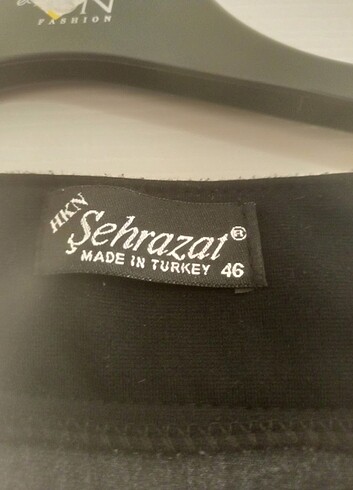 N
FASHION
HKN
Şehrazat®
MADE IN TURKEY 46